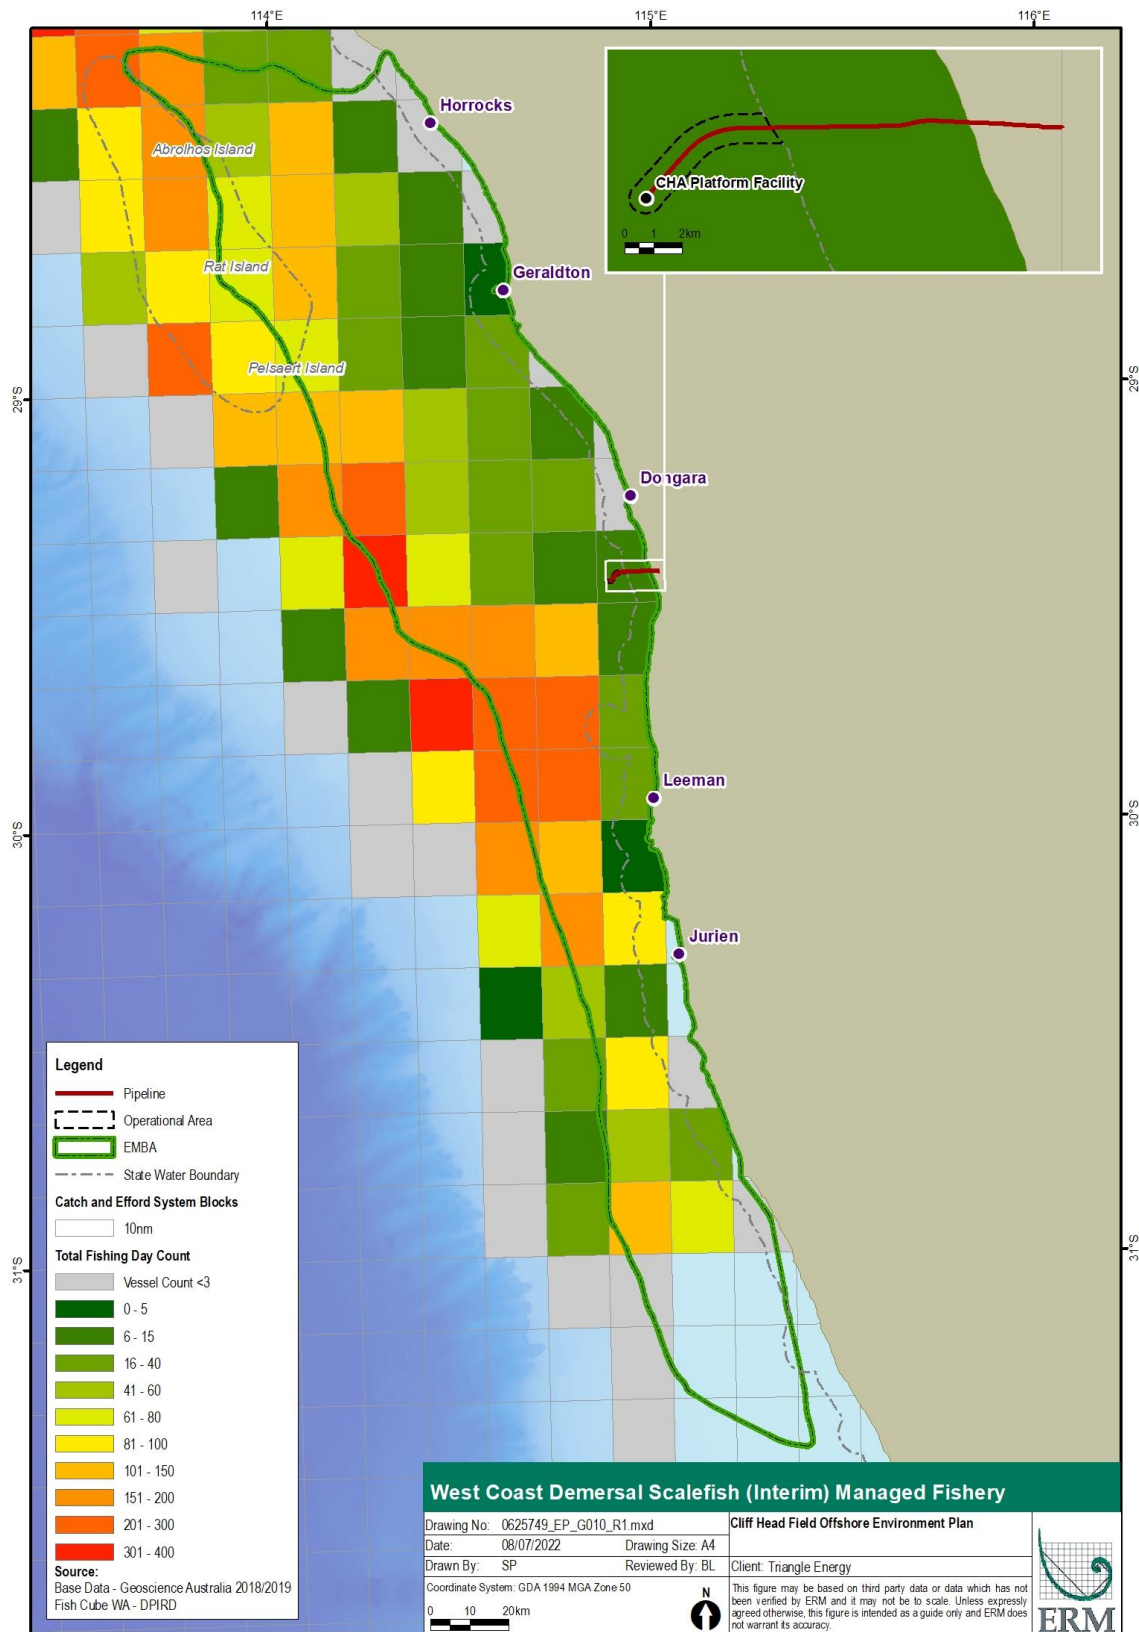 114°E
115°E
116°E
Horrocks
Abrolhos Island
CHA Platform Facility
0 1 2km
Rat Island
Geraldton
Pelsaert Island
29°S
29°S
Dongara
Leeman
30°S
30°S
Jurien
Legend
Pipeline
Operational Area
EMBA
State Water Boundary
Catch and Efford System Blocks
10nm
Total Fishing Day Count
Vessel Count <3
0 - 5
6 - 15
16 - 40
41 - 60
61 - 80
81 - 100
101 - 150
151 - 200
201 - 300
301 - 400
Source:
Base Data - Geoscience Australia 2018/2019
Fish Cube WA - DPIRD
31°S
31°S
West Coast Demersal Scalefish (Interim) Managed Fishery
Drawing No: 0625749_EP_G010_R1.mxd
Date: 08/07/2022 Drawing Size: A4
Drawn By: SP Reviewed By: BL
Coordinate System: GDA 1994 MGA Zone 50
0 10 20km
N
Cliff Head Field Offshore Environment Plan
Client: Triangle Energy
This figure may be based on third party data or data which has not
been verified by ERM and it may not be to scale. Unless expressly
agreed otherwise, this figure is intended as a guide only and ERM does
not warrant its accuracy.
ERM